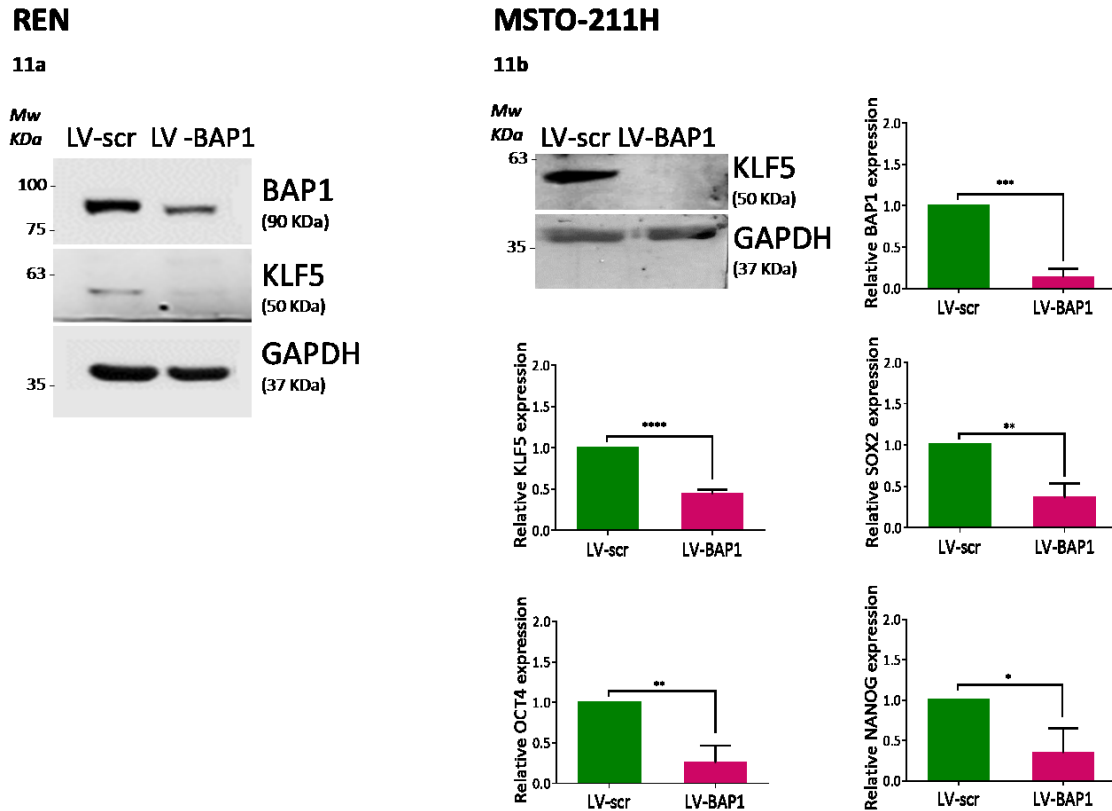 REN
11a
Mw
KDa
LV-scr LV -BAP1
100
75
BAP1
(90 KDa)
63
KLF5
(50 KDa)
35
GAPDH
(37 KDa)
MSTO-211H
11b
Mw
KDa
LV-scr LV-BAP1
63
KLF5
(50 KDa)
35
GAPDH
(37 KDa)
Relative BAP1 expression
2.0
1.5
1.0
0.5
0.0
***
LV-scr LV-BAP1
Relative KLF5 expression
2.0
1.5
1.0
0.5
0.0
****
LV-scr LV-BAP1
Relative SOX2 expression
2.0
1.5
1.0
0.5
0.0
**
LV-scr LV-BAP1
Relative OCT4 expression
2.0
1.5
1.0
0.5
0.0
**
LV-scr LV-BAP1
Relative NANOG expression
2.0
1.5
1.0
0.5
0.0
*
LV-scr LV-BAP1